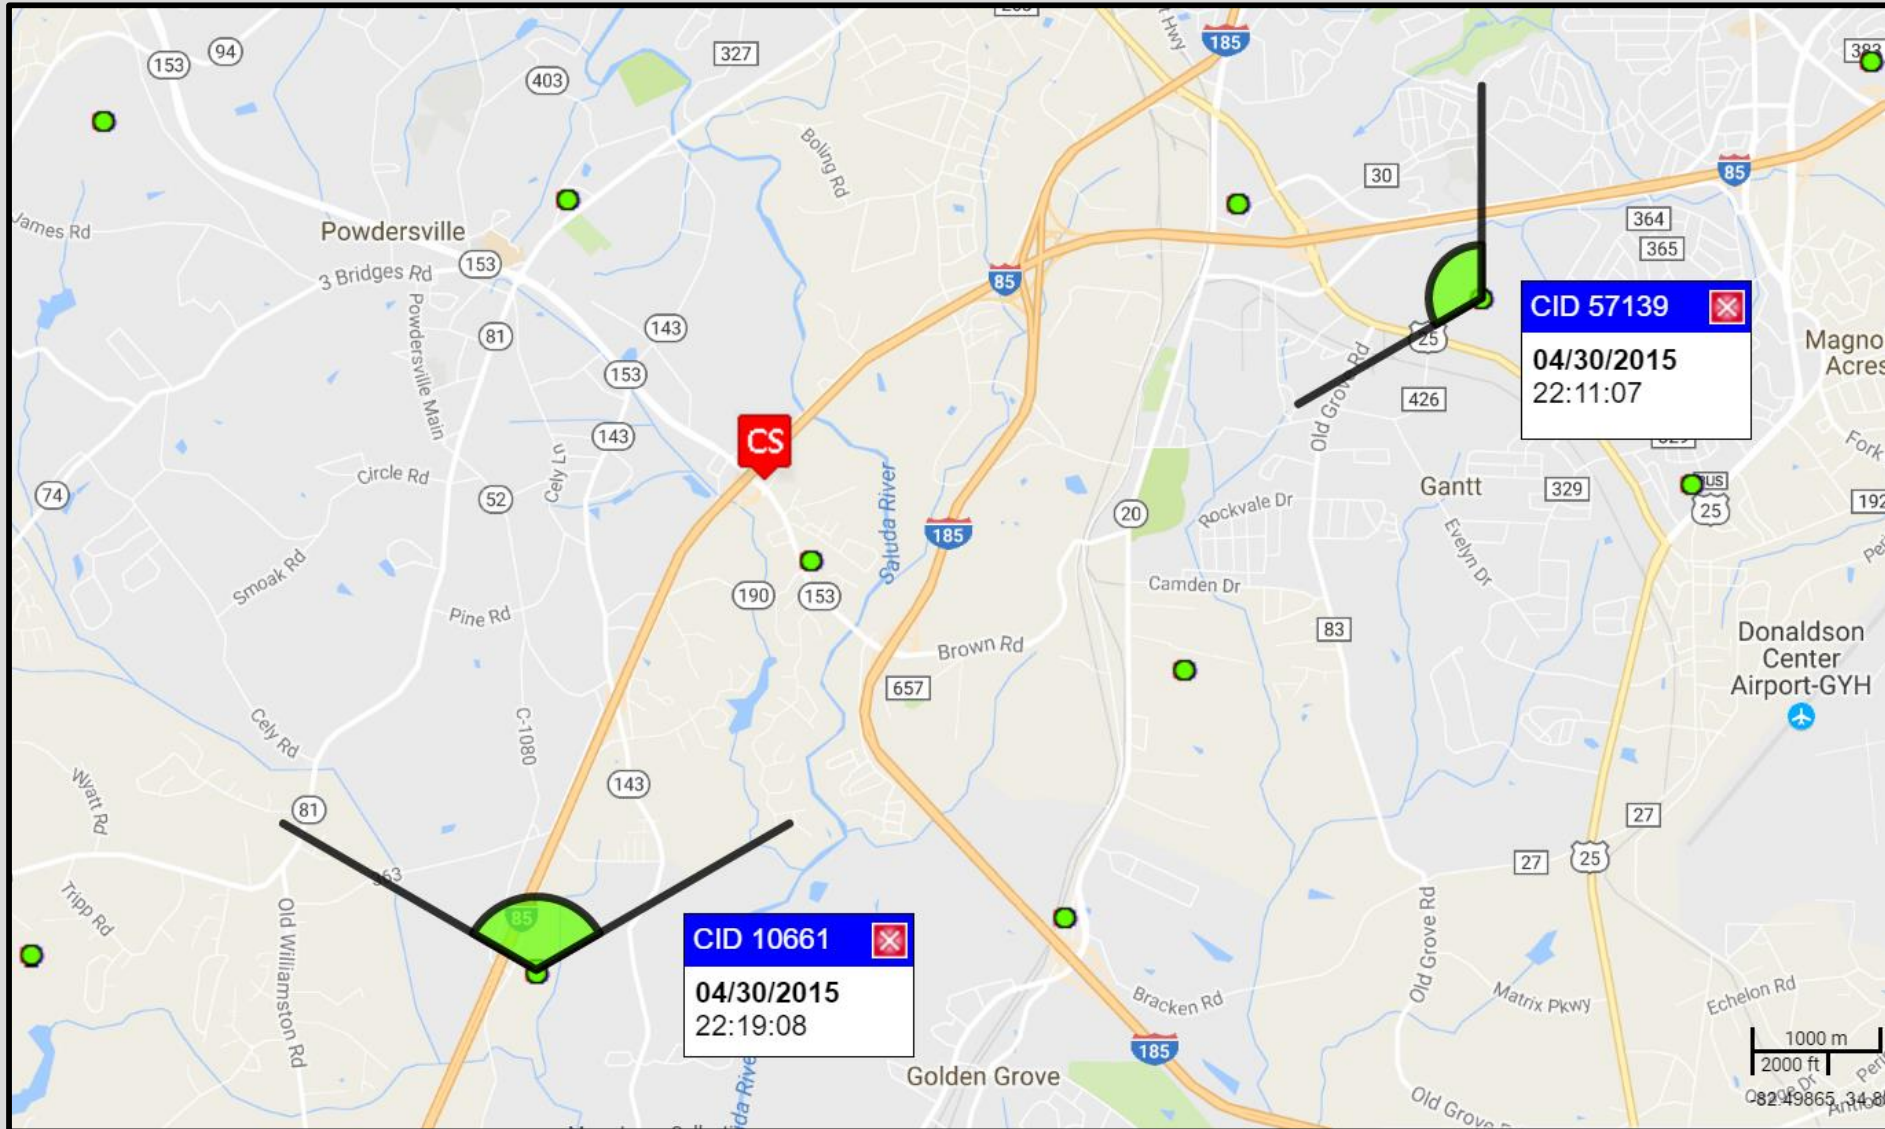 185
327
94
153
403
383
Boling Rd
85
30
James Rd
Powdersville
364
365
153
3 Bridges Rd
85
CID 57139
04/30/2015
22:11:07
Powdersville Main
81
143
25
Magno
Acres
153
426
Old Grove Rd
143
CS
329
Fork
Circle Rd
Cely Ln
74
52
Saluda River
20
Rockvale Dr
Gantt
329
BUS
25
192
185
Evelyn Dr
Smoak Rd
Pine Rd
190
153
Camden Dr
83
Donaldson
Center
Airport-GYH
Brown Rd
657
Cely Rd
C-1080
143
Wyatt Rd
81
27
27
25
Tripp Rd
Old Williamston Rd
85
CID 10661
04/30/2015
22:19:08
Old Grove Rd
Bracken Rd
Matrix Pkwy
Echelon Rd
185
1000 m
2000 ft
Golden Grove